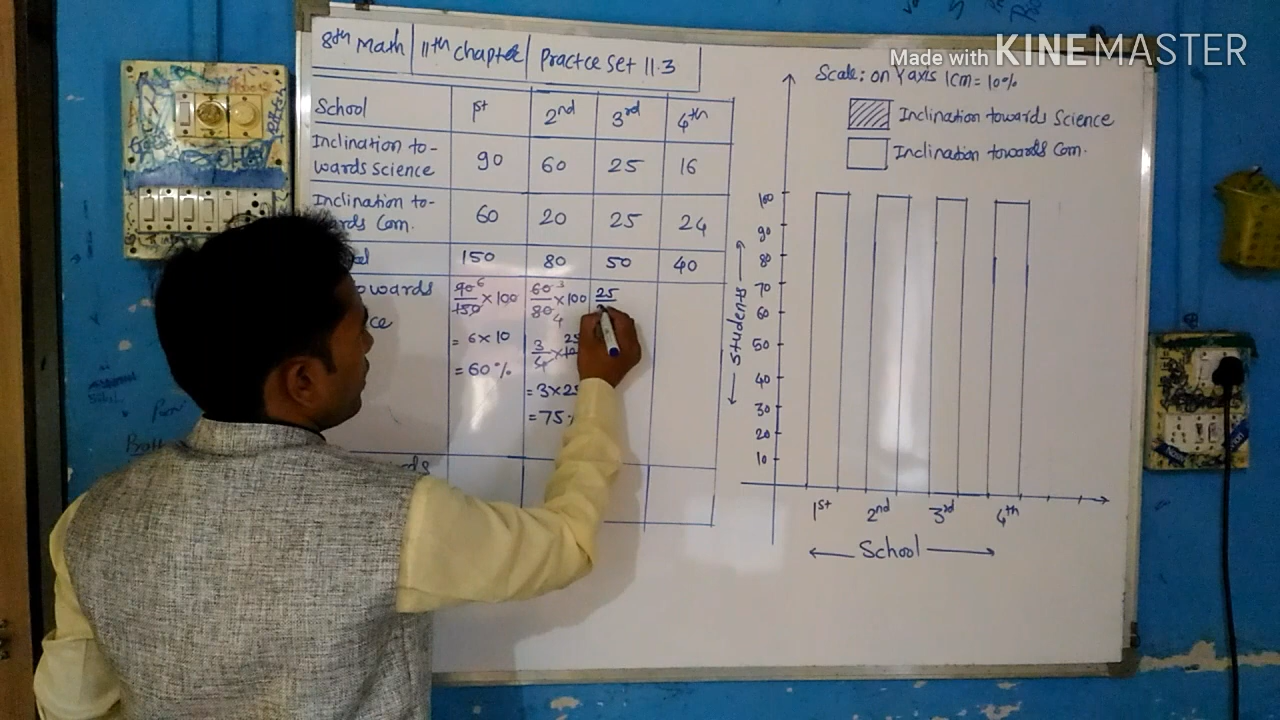 Made with KINEMASTER
8th Math | 11th chapter | Practce Set 11.3
School 1st 2nd 3rd 4th
Inclination to-
wards Science 90 60 25 16
Inclination to-
wards Com. 60 20 25 24
150 80 50 40
90/150 × 100 60/80 × 100 25
= 6 × 10 3/4 ×
= 60% = 3 × 25
= 75%
Scale: on Y axis 1cm = 10%
Inclination towards Science
Inclination towards Com.
100
90
80
70
60
50
40
30
20
10
Students
1st 2nd 3rd 4th
School